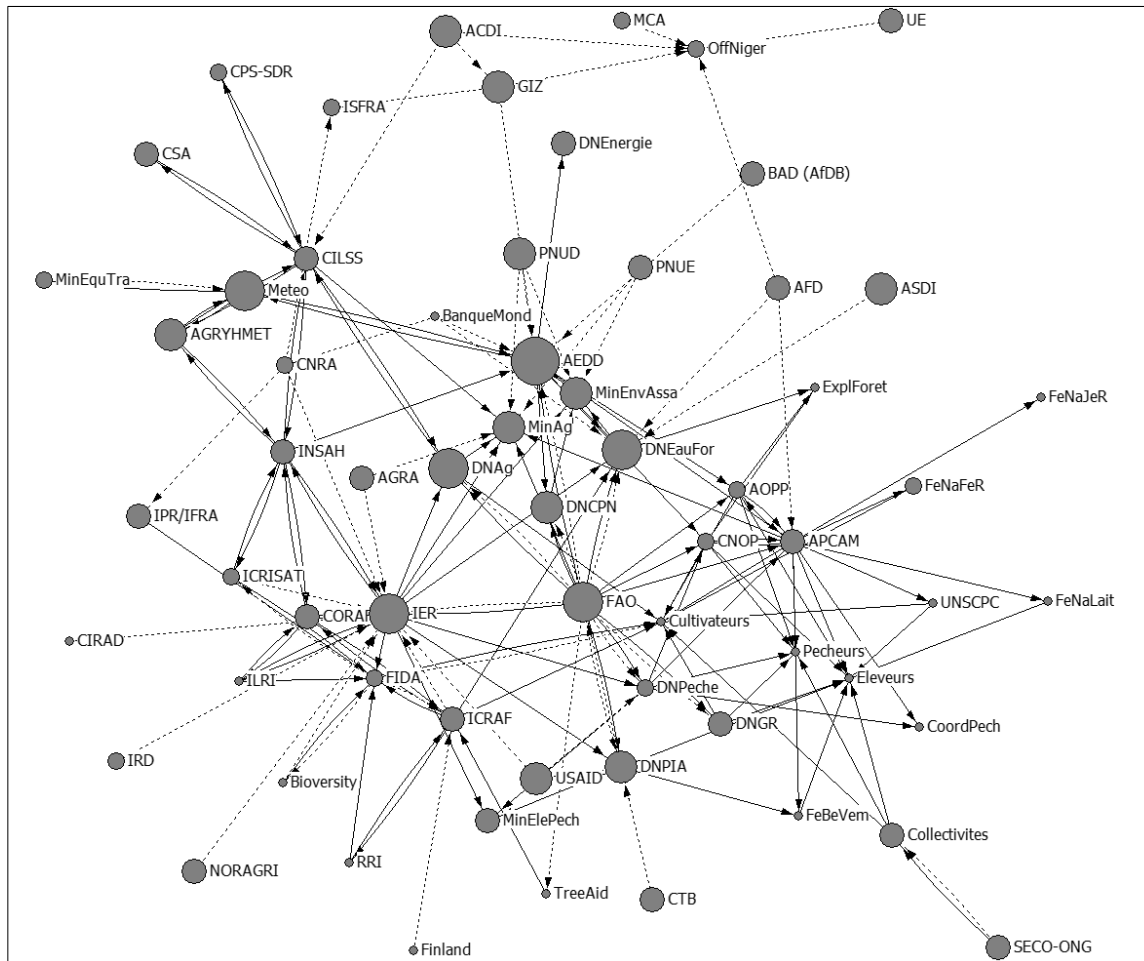 MCA
UE
ACDI
OffNiger
CPS-SDR
GIZ
ISFRA
DNEnergie
CSA
BAD (AfDB)
CILSS
PNUD
PNUE
MinEquTra
Meteo
AFD
ASDI
BanqueMond
AGRYHMET
AEDD
CNRA
MinEnvAssa
ExplForet
FeNaJeR
MinAg
INSAH
DNAg
DNEauFor
AGRA
AOPP
FeNaFeR
DNCPN
IPR/IFRA
CNOP
APCAM
ICRISAT
FAO
UNSCPC
FeNaLait
CORAF
IER
Cultivateurs
CIRAD
Pecheurs
ILRI
FIDA
DNPeche
Eleveurs
ICRAF
DNGR
CoordPech
IRD
Bioversity
USAID
DNPIA
MinElePech
FeBeVem
Collectivites
RRI
NORAGRI
TreeAid
CTB
Finland
SECO-ONG